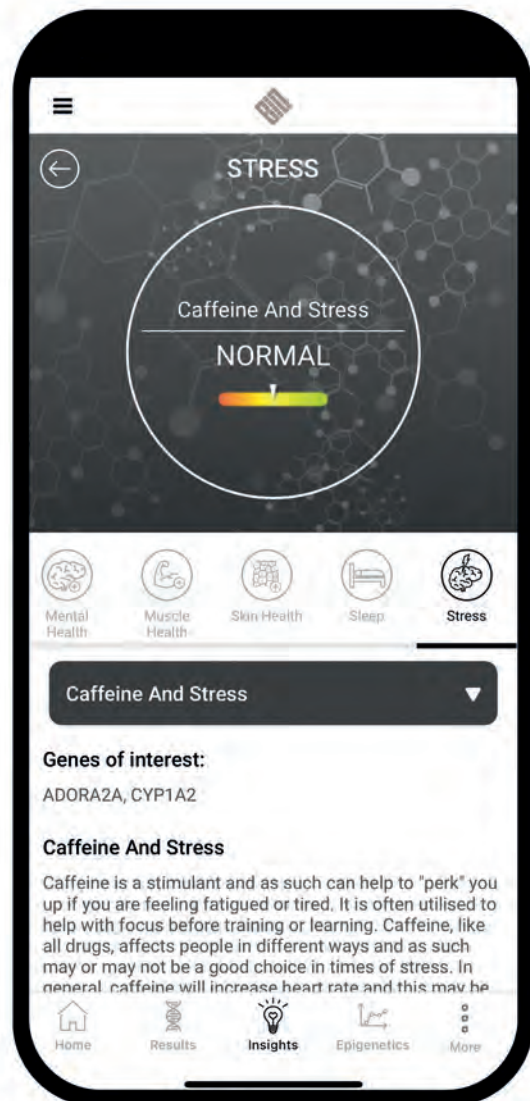 STRESS
Caffeine And Stress
NORMAL
Mental
Health
Muscle
Health
Skin Health
Sleep
Stress
Caffeine And Stress
Genes of interest:
ADORA2A, CYP1A2
Caffeine And Stress
Caffeine is a stimulant and as such can help to "perk" you
up if you are feeling fatigued or tired. It is often utilised to
help with focus before training or learning. Caffeine, like
all drugs, affects people in different ways and as such
may or may not be a good choice in times of stress. In
general, caffeine will increase heart rate and this may be
Home
Results
Insights
Epigenetics
More